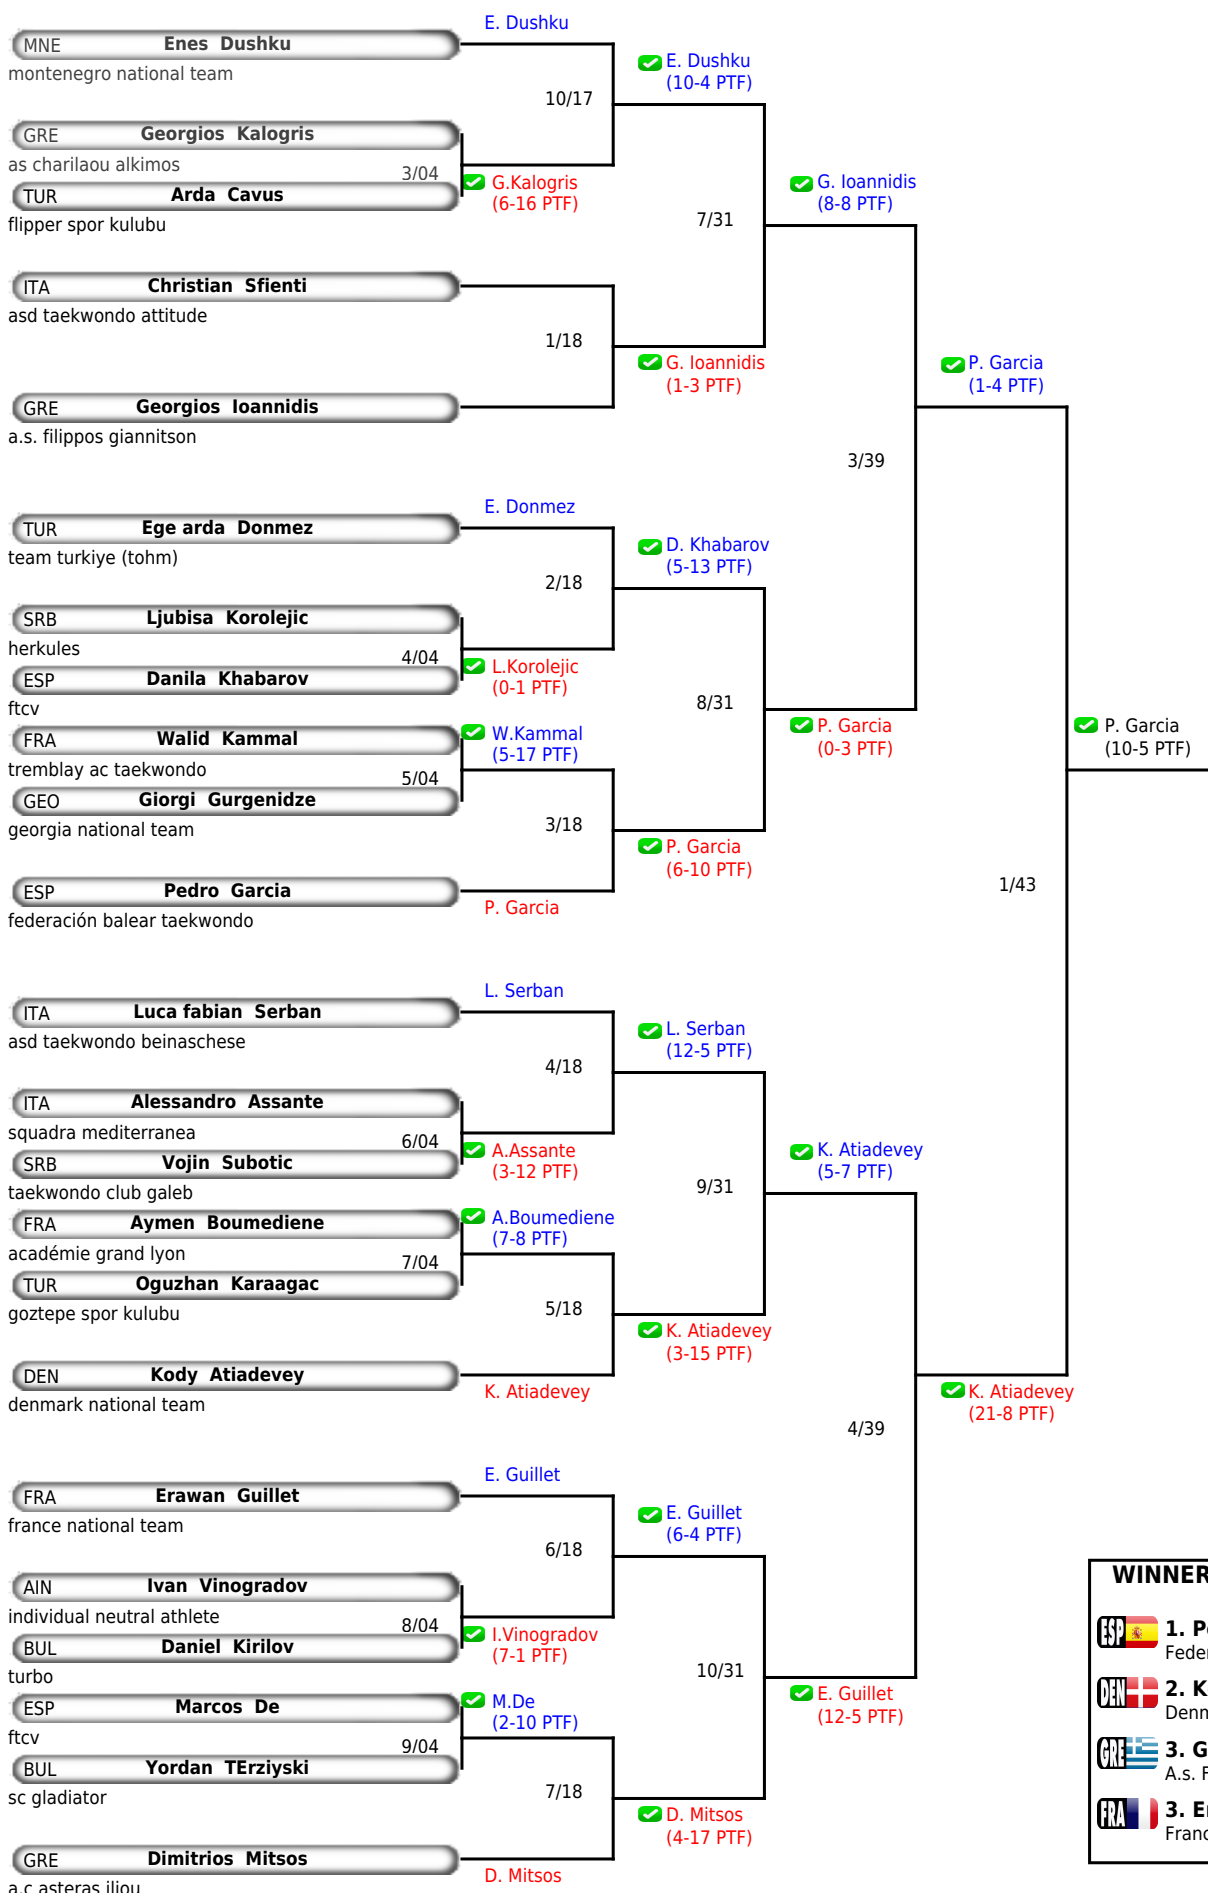 E. Dushku
MNE Enes Dushku
montenegro national team
E. Dushku
(10-4 PTF)
10/17
GRE Georgios Kalogris
as charilaou alkimos
3/04
G.Kalogris
(6-16 PTF)
TUR Arda Cavus
flipper spor kulubu
G. Ioannidis
(8-8 PTF)
7/31
ITA Christian Sfienti
asd taekwondo attitude
1/18
G. Ioannidis
(1-3 PTF)
P. Garcia
(1-4 PTF)
GRE Georgios Ioannidis
a.s. filippos giannitson
3/39
E. Donmez
TUR Ege arda Donmez
team turkiye (tohm)
D. Khabarov
(5-13 PTF)
2/18
SRB Ljubisa Korolejic
herkules
4/04
L.Korolejic
(0-1 PTF)
ESP Danila Khabarov
ftcv
8/31
W.Kammal
(5-17 PTF)
FRA Walid Kammal
tremblay ac taekwondo
5/04
P. Garcia
(0-3 PTF)
P. Garcia
(10-5 PTF)
GEO Giorgi Gurgenidze
georgia national team
3/18
P. Garcia
(6-10 PTF)
ESP Pedro Garcia
federación balear taekwondo
P. Garcia
1/43
L. Serban
ITA Luca fabian Serban
asd taekwondo beinaschese
L. Serban
(12-5 PTF)
4/18
ITA Alessandro Assante
squadra mediterranea
6/04
A.Assante
(3-12 PTF)
SRB Vojin Subotic
taekwondo club galeb
K. Atiadevey
(5-7 PTF)
9/31
A.Boumediene
(7-8 PTF)
FRA Aymen Boumediene
académie grand lyon
7/04
TUR Oguzhan Karaagac
goztepe spor kulubu
5/18
K. Atiadevey
(3-15 PTF)
DEN Kody Atiadevey
denmark national team
K. Atiadevey
K. Atiadevey
(21-8 PTF)
4/39
E. Guillet
FRA Erawan Guillet
france national team
E. Guillet
(6-4 PTF)
6/18
AIN Ivan Vinogradov
individual neutral athlete
8/04
I.Vinogradov
(7-1 PTF)
BUL Daniel Kirilov
turbo
10/31
M.De
(2-10 PTF)
ESP Marcos De
ftcv
9/04
E. Guillet
(12-5 PTF)
BUL Yordan TErziyski
sc gladiator
7/18
D. Mitsos
(4-17 PTF)
GRE Dimitrios Mitsos
a.c asteras iliou
D. Mitsos
WINNER
ESP 1. P
Feder
DEN 2. K
Denm
GRE 3. G
A.s. F
FRA 3. E
Franc